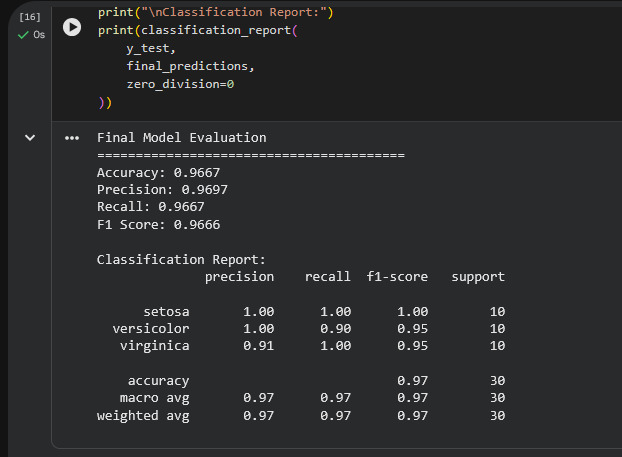 [16]
0s
print("\nClassification Report:")
print(classification_report(
    y_test,
    final_predictions,
    zero_division=0
))
Final Model Evaluation
========================================
Accuracy: 0.9667
Precision: 0.9697
Recall: 0.9667
F1 Score: 0.9666

Classification Report:
              precision    recall  f1-score   support

      setosa       1.00      1.00      1.00        10
  versicolor       1.00      0.90      0.95        10
   virginica       0.91      1.00      0.95        10

    accuracy                           0.97        30
   macro avg       0.97      0.97      0.97        30
weighted avg       0.97      0.97      0.97        30